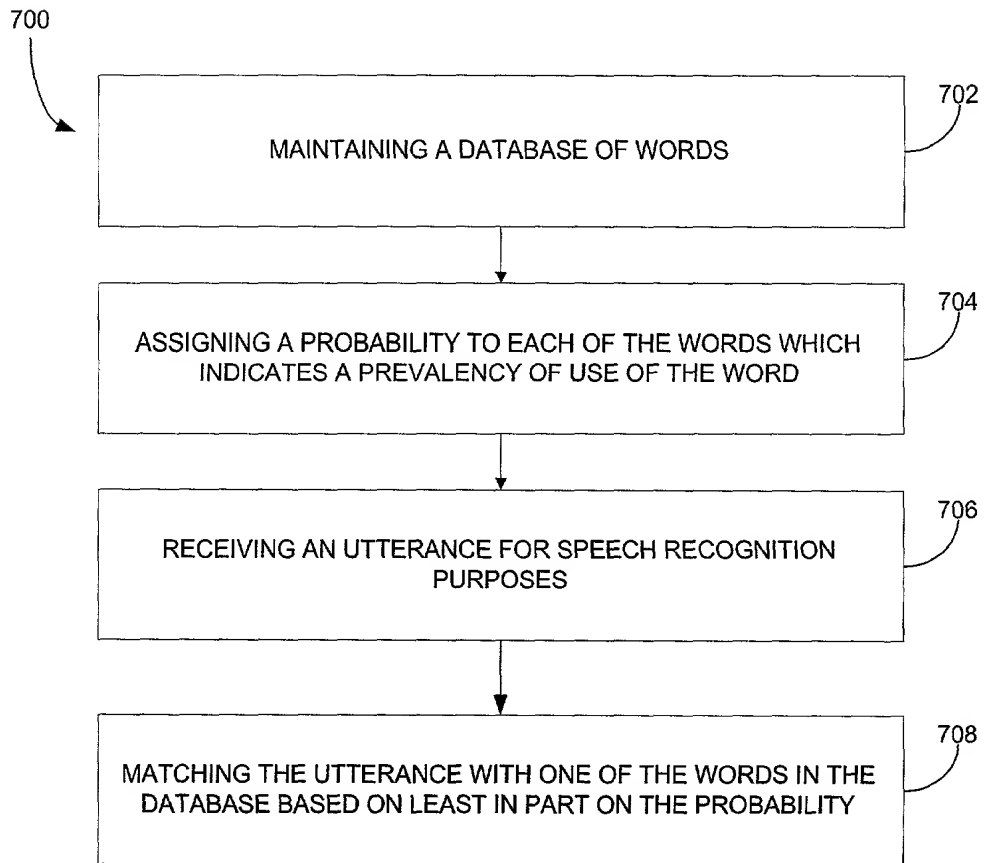 700
702
MAINTAINING A DATABASE OF WORDS
704
ASSIGNING A PROBABILITY TO EACH OF THE WORDS WHICH
INDICATES A PREVALENCY OF USE OF THE WORD
706
RECEIVING AN UTTERANCE FOR SPEECH RECOGNITION
PURPOSES
708
MATCHING THE UTTERANCE WITH ONE OF THE WORDS IN THE
DATABASE BASED ON LEAST IN PART ON THE PROBABILITY